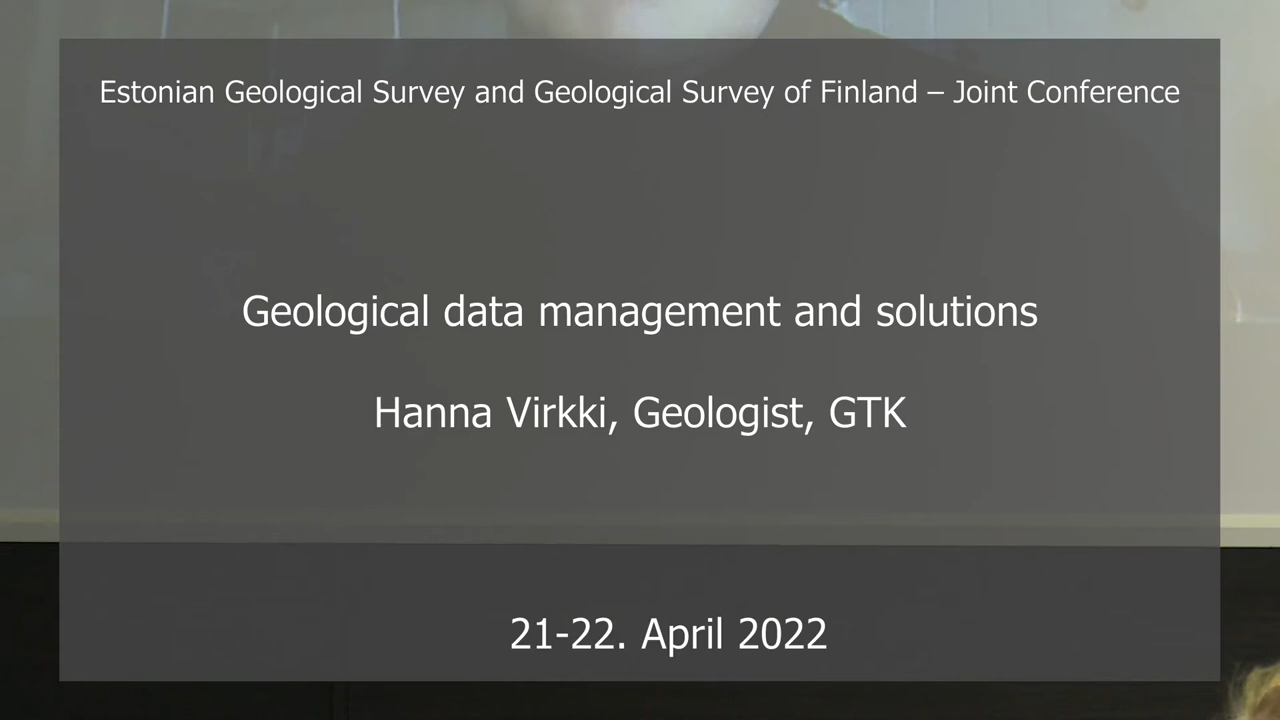 Estonian Geological Survey and Geological Survey of Finland – Joint Conference
Geological data management and solutions
Hanna Virkki, Geologist, GTK
21-22. April 2022